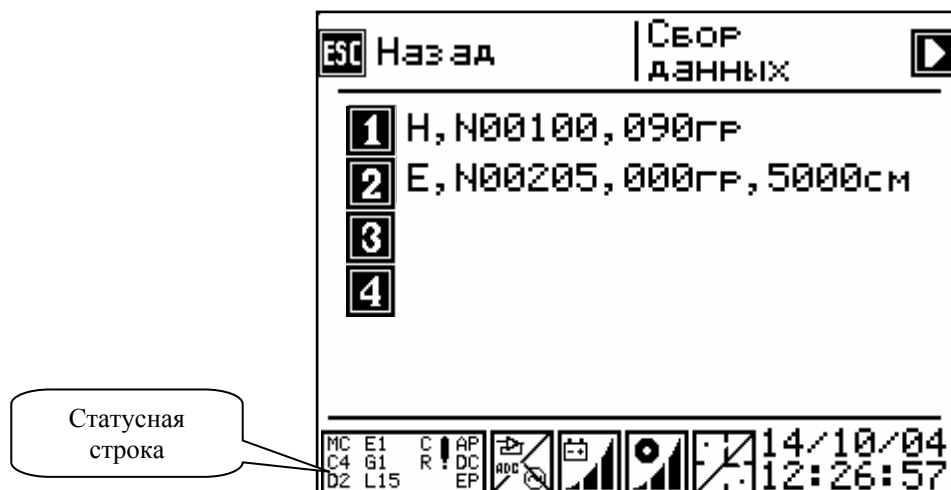 ESC Назад
Сбор
данных
1 H,N00100,090гр
2 E,N00205,000гр,5000см
3
4
Статусная
строка
MC E1 C AP
C4 G1 R DC
D2 L15 EP
ADC
14/10/04
12:26:57